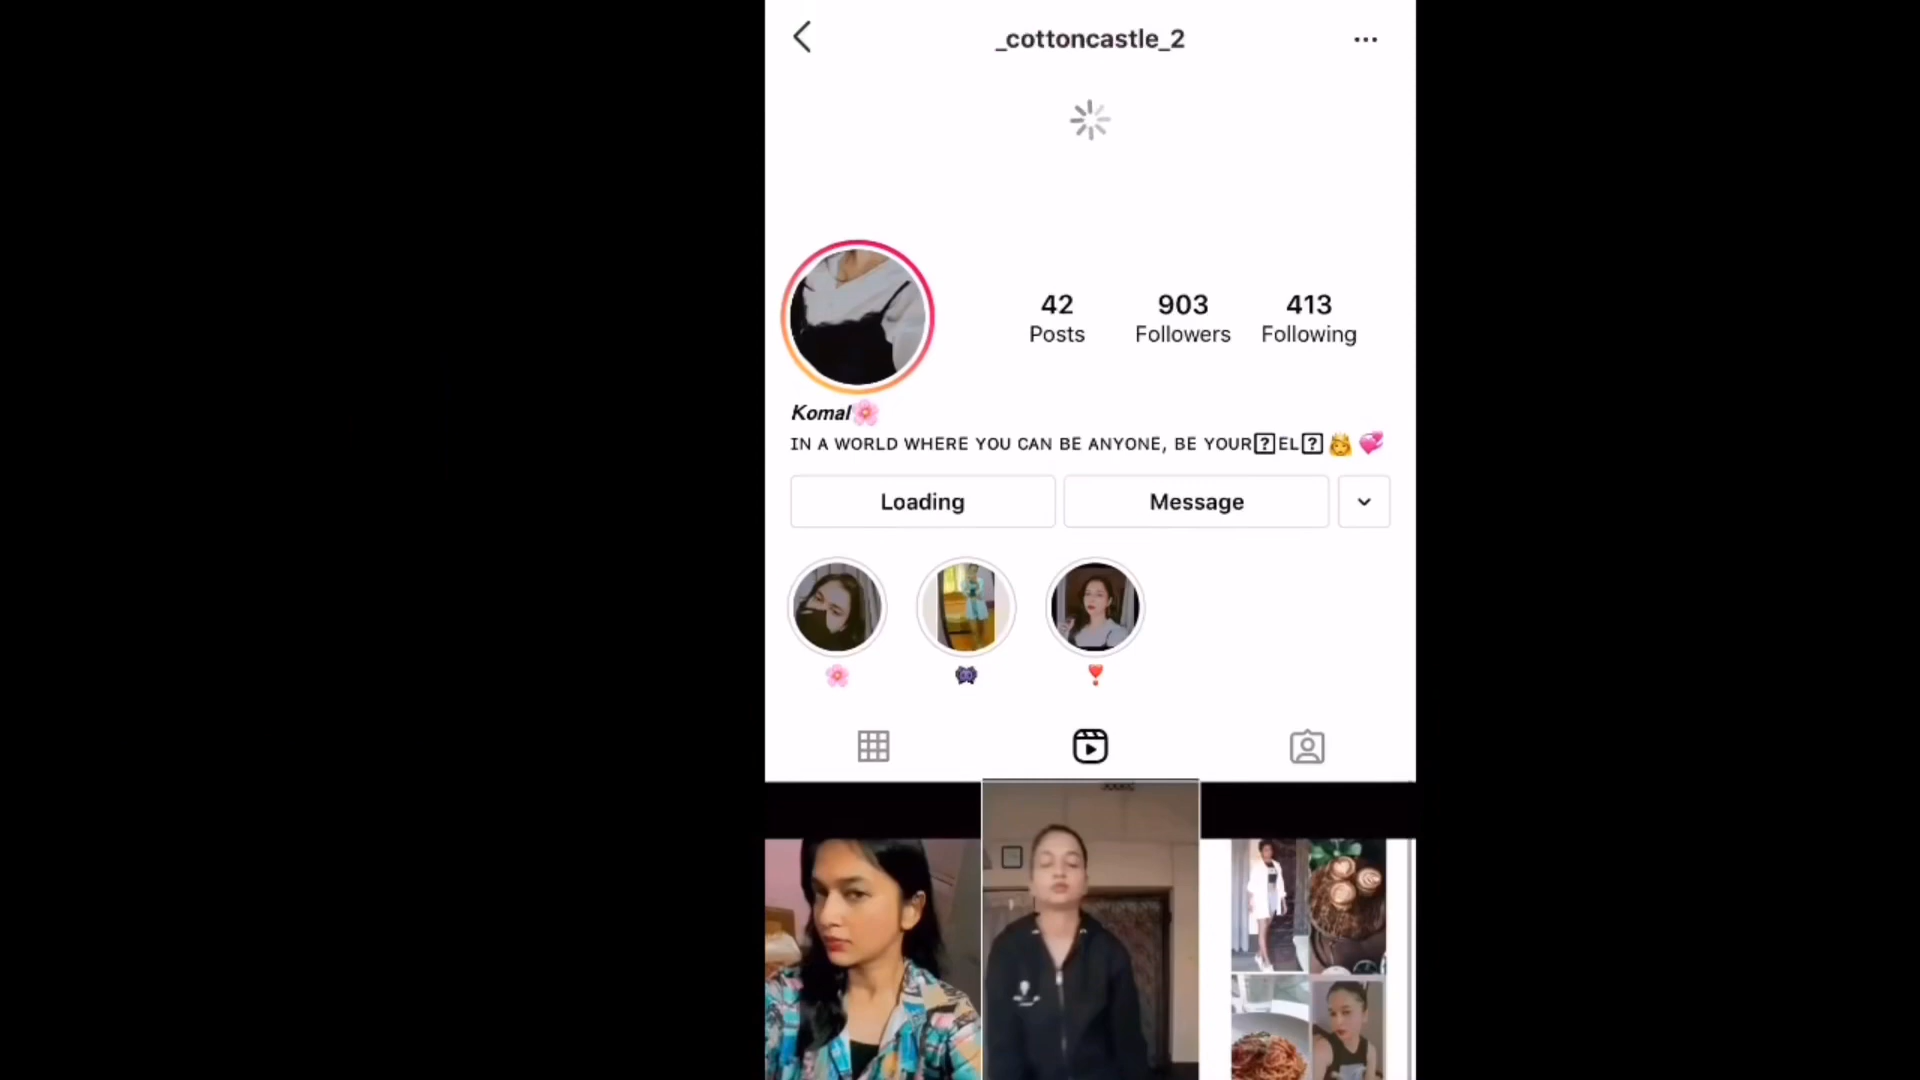 _cottoncastle_2
42 903 413
Posts Followers Following
Komal🌸
IN A WORLD WHERE YOU CAN BE ANYONE, BE YOUR⍰EL⍰ 👸 💞
Loading Message